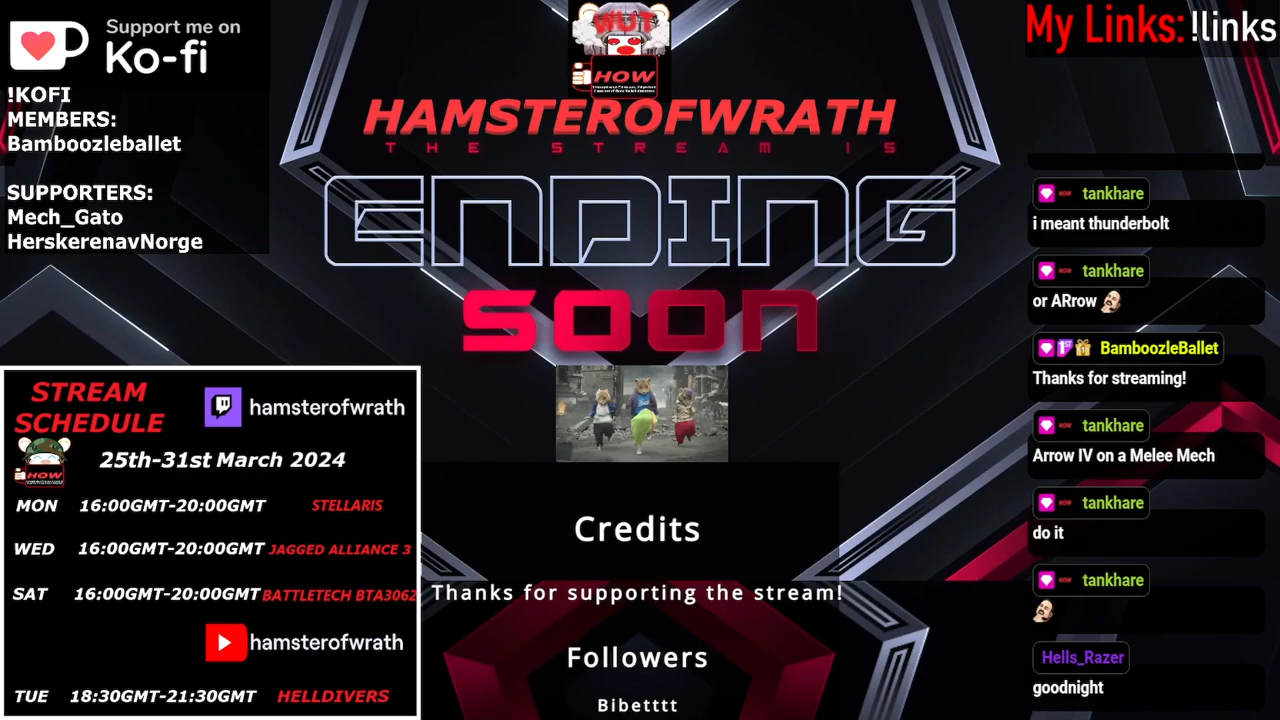 Support me on
Ko-fi
!KOFI
MEMBERS:
Bamboozleballet
SUPPORTERS:
Mech_Gato
HerskerenavNorge
WUT
HOW
HAMSTEROFWRATH
THE STREAM IS
ENDING
SOON
My Links: !links
tankhare
i meant thunderbolt
tankhare
or ARrow
BamboozleBallet
Thanks for streaming!
tankhare
Arrow IV on a Melee Mech
tankhare
do it
tankhare
Hells_Razer
goodnight
STREAM
SCHEDULE
hamsterofwrath
HOW
25th-31st March 2024
MON 16:00GMT-20:00GMT STELLARIS
WED 16:00GMT-20:00GMT JAGGED ALLIANCE 3
SAT 16:00GMT-20:00GMT BATTLETECH BTA3062
hamsterofwrath
TUE 18:30GMT-21:30GMT HELLDIVERS
Credits
Thanks for supporting the stream!
Followers
Bibetttt